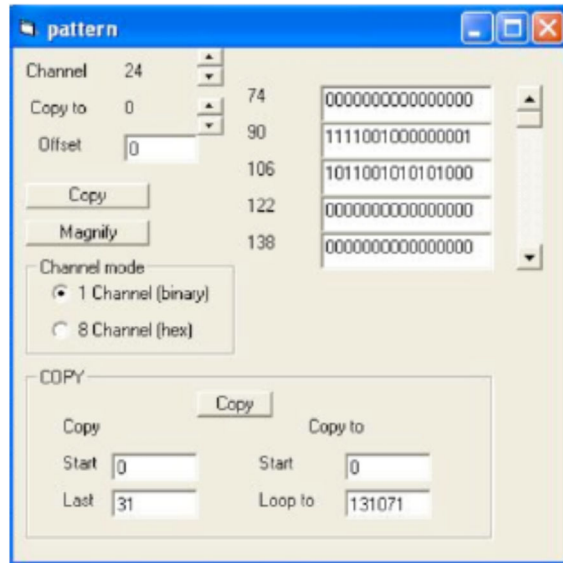 pattern
Channel 24
Copy to 0
Offset 0
Copy
Magnify
74 0000000000000000
90 1111001000000001
106 1011001010101000
122 0000000000000000
138 0000000000000000
Channel mode
1 Channel (binary)
8 Channel (hex)
COPY
Copy
Copy Copy to
Start 0 Start 0
Last 31 Loop to 131071